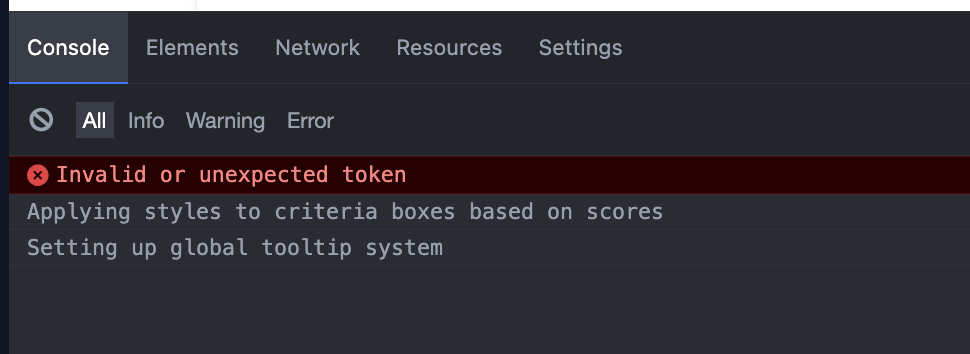 Console Elements Network Resources Settings
All Info Warning Error
Invalid or unexpected token
Applying styles to criteria boxes based on scores
Setting up global tooltip system